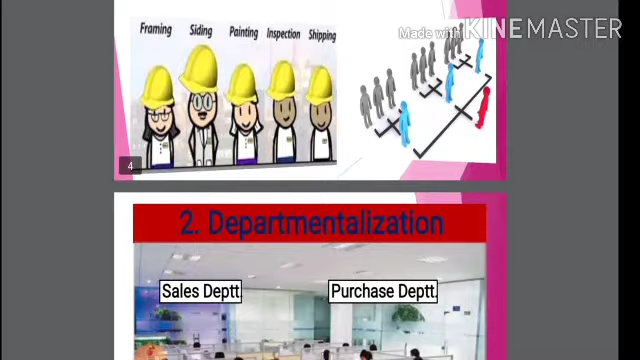 Made with KINEMASTER
Framing Siding Painting Inspection Shipping
4
2. Departmentalization
Sales Deptt.
Purchase Deptt.